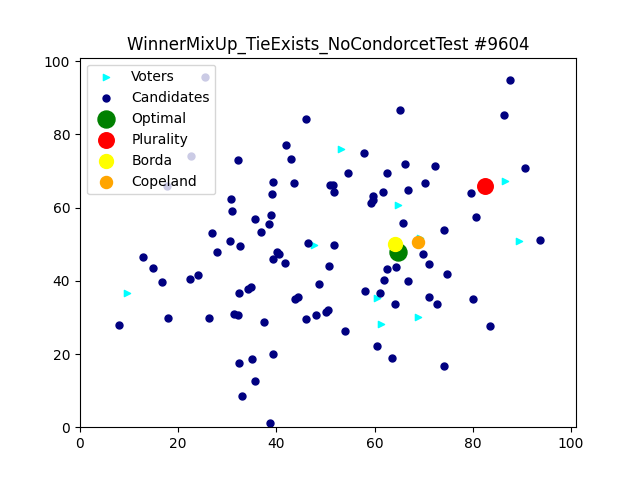 WinnerMixUp_TieExists_NoCondorcetTest #9604
100
80
60
40
20
0
Voters
Candidates
Optimal
Plurality
Borda
Copeland
0 20 40 60 80 100